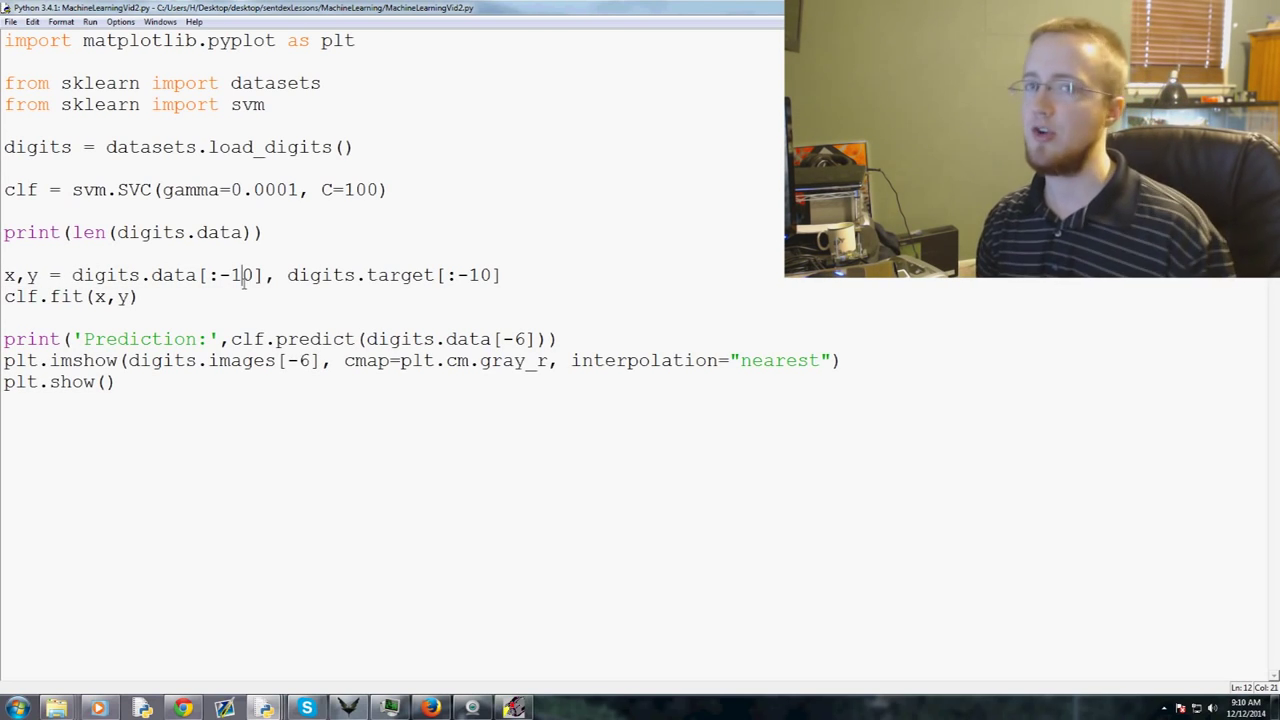 Python 3.4.1: MachineLearningVid2.py - C:/Users/H/Desktop/desktop/sentdexLessons/MachineLearning/MachineLearningVid2.py
File Edit Format Run Options Windows Help
import matplotlib.pyplot as plt
from sklearn import datasets
from sklearn import svm
digits = datasets.load_digits()
clf = svm.SVC(gamma=0.0001, C=100)
print(len(digits.data))
x,y = digits.data[:-10], digits.target[:-10]
clf.fit(x,y)
print('Prediction:',clf.predict(digits.data[-6]))
plt.imshow(digits.images[-6], cmap=plt.cm.gray_r, interpolation="nearest")
plt.show()
Ln: 12 Col: 21
9:10 AM
12/12/2014